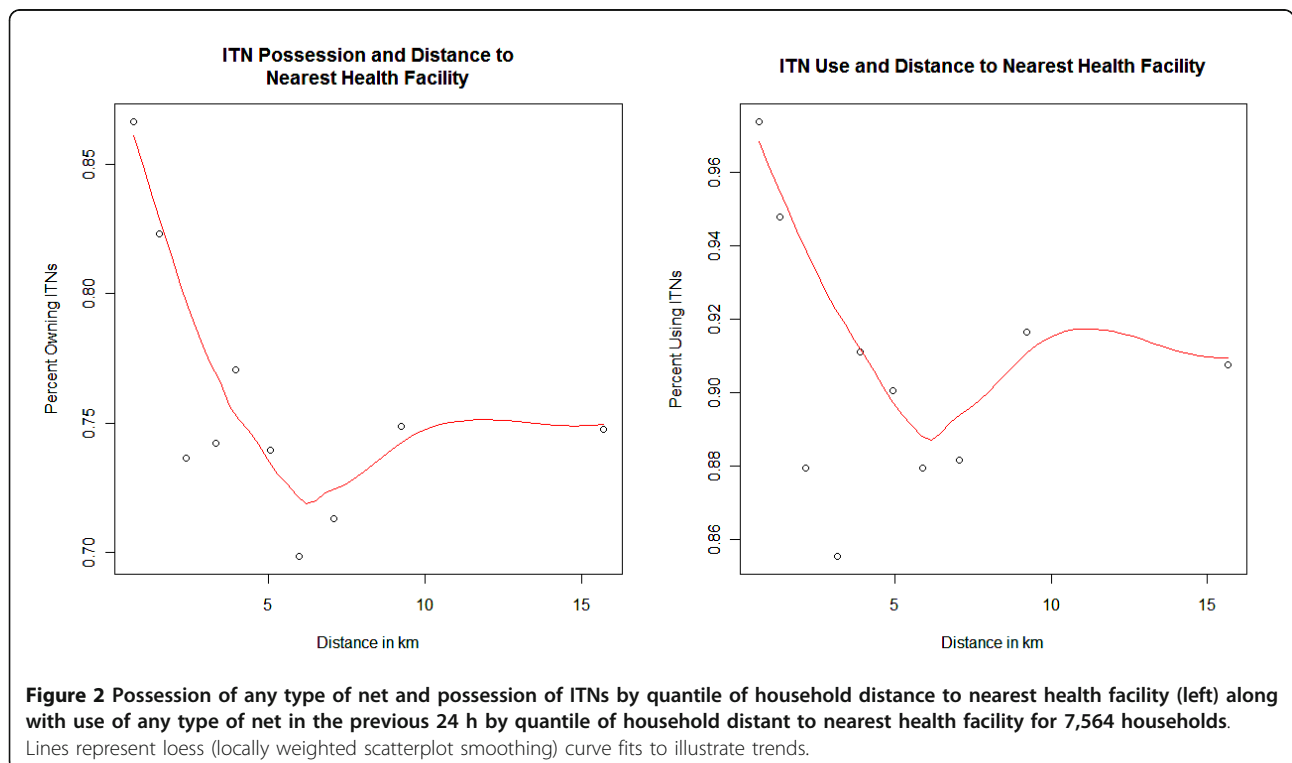 ITN Possession and Distance to
Nearest Health Facility
Percent Owning ITNs
0.85
0.80
0.75
0.70
5
10
15
Distance in km
ITN Use and Distance to Nearest Health Facility
Percent Using ITNs
0.96
0.94
0.92
0.90
0.88
0.86
5
10
15
Distance in km
Figure 2 Possession of any type of net and possession of ITNs by quantile of household distance to nearest health facility (left) along
with use of any type of net in the previous 24 h by quantile of household distant to nearest health facility for 7,564 households.
Lines represent loess (locally weighted scatterplot smoothing) curve fits to illustrate trends.